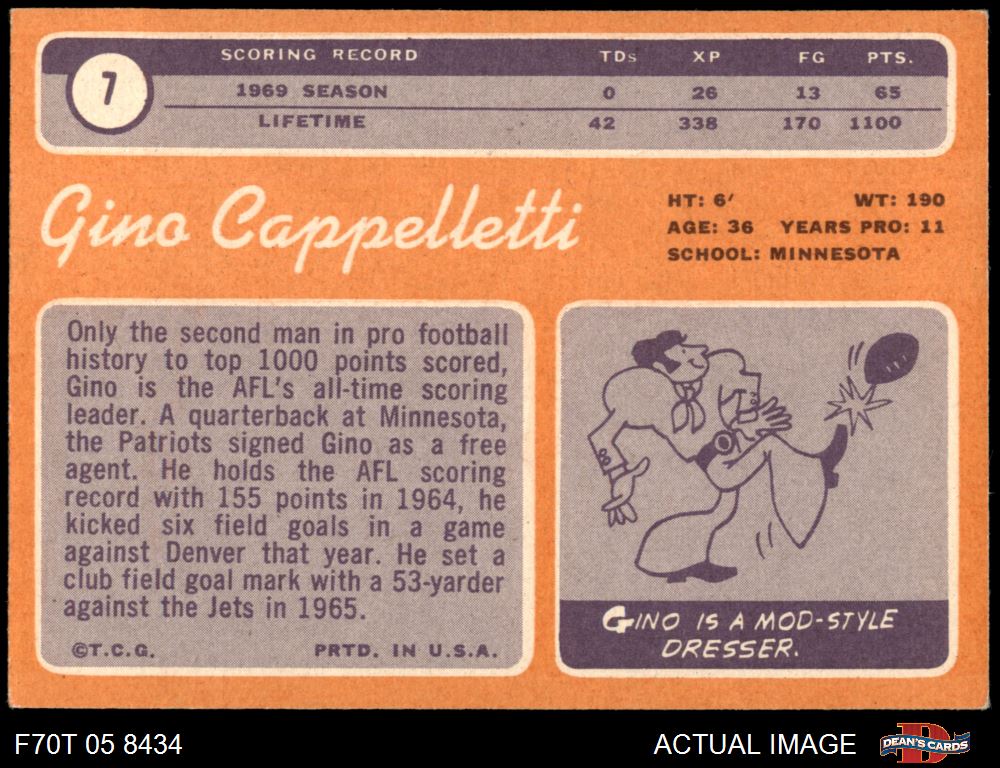 7
SCORING RECORD TDs XP FG PTS.
1969 SEASON 0 26 13 65
LIFETIME 42 338 170 1100
Gino Cappelletti
HT: 6′ WT: 190
AGE: 36 YEARS PRO: 11
SCHOOL: MINNESOTA
Only the second man in pro football
history to top 1000 points scored,
Gino is the AFL's all-time scoring
leader. A quarterback at Minnesota,
the Patriots signed Gino as a free
agent. He holds the AFL scoring
record with 155 points in 1964, he
kicked six field goals in a game
against Denver that year. He set a
club field goal mark with a 53-yarder
against the Jets in 1965.
©T.C.G. PRTD. IN U.S.A.
GINO IS A MOD-STYLE
DRESSER.
F70T 05 8434
ACTUAL IMAGE
D
DEAN'S CARDS